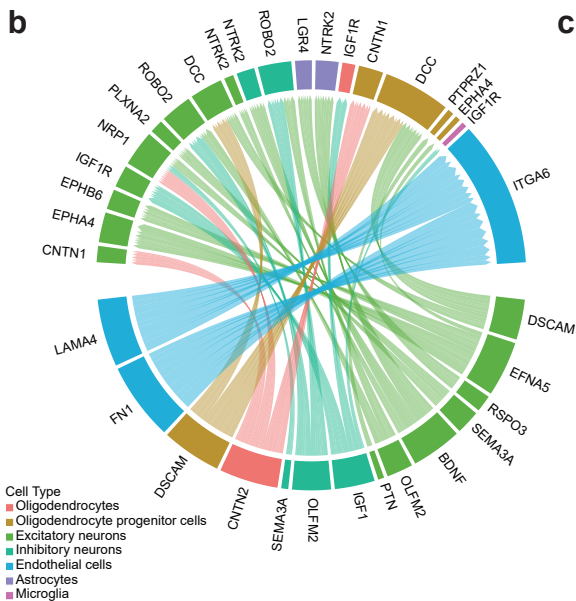 b
c
CNTN1
EPHA4
EPHB6
IGF1R
NRP1
PLXNA2
ROBO2
DCC
NTRK2
NTRK2
ROBO2
LGR4
NTRK2
IGF1R
CNTN1
DCC
PTPRZ1
EPHA4
IGF1R
ITGA6
DSCAM
EFNA5
RSPO3
SEMA3A
BDNF
OLFM2
PTN
IGF1
OLFM2
SEMA3A
CNTN2
DSCAM
FN1
LAMA4
Cell Type
Oligodendrocytes
Oligodendrocyte progenitor cells
Excitatory neurons
Inhibitory neurons
Endothelial cells
Astrocytes
Microglia